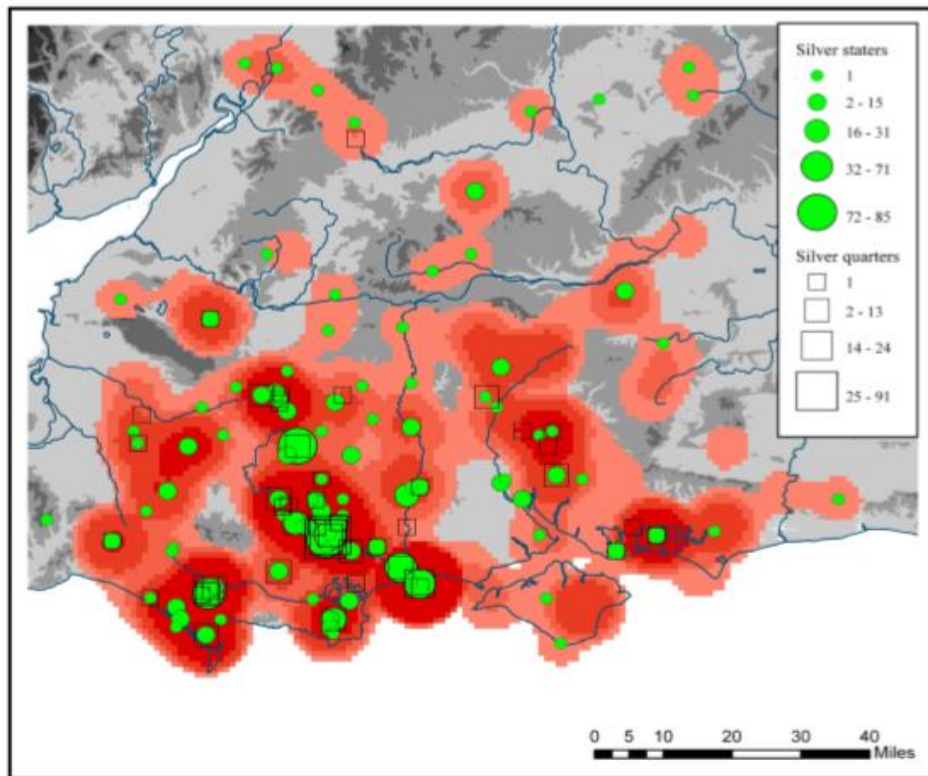 Silver staters
1
2 - 15
16 - 31
32 - 71
72 - 85
Silver quarters
1
2 - 13
14 - 24
25 - 91
0 5 10 20 30 40
Miles